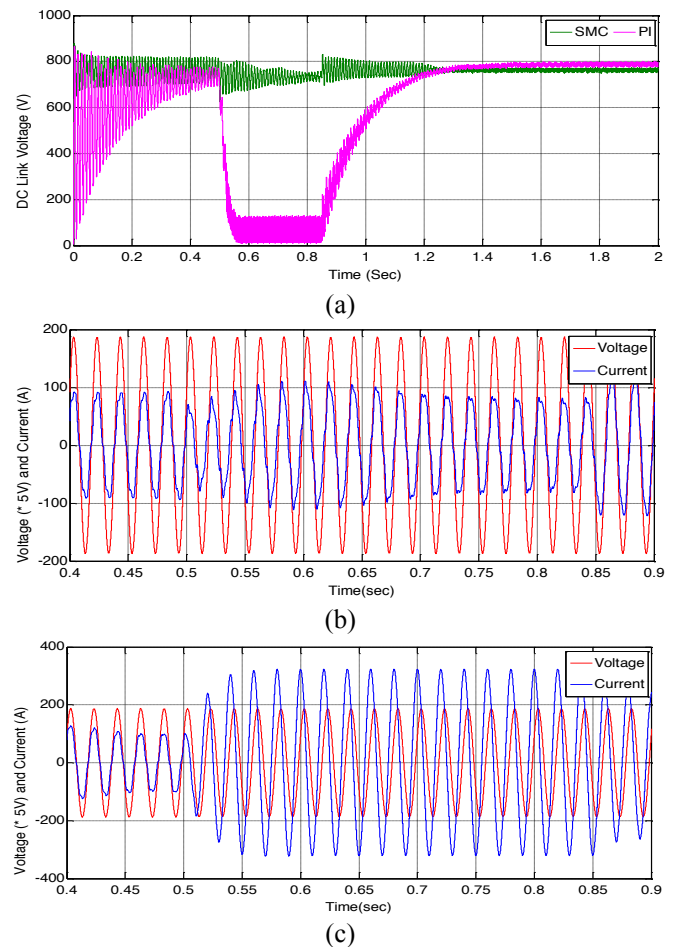 1000
800
600
400
200
0
DC Link Voltage (V)
SMC PI
0 0.2 0.4 0.6 0.8 1 1.2 1.4 1.6 1.8 2
Time (Sec)
(a)
200
100
0
-100
-200
Voltage (* 5V) and Current (A)
Voltage
Current
0.4 0.45 0.5 0.55 0.6 0.65 0.7 0.75 0.8 0.85 0.9
Time(sec)
(b)
400
200
0
-200
-400
Voltage (* 5V) and Current (A)
Voltage
Current
0.4 0.45 0.5 0.55 0.6 0.65 0.7 0.75 0.8 0.85 0.9
Time(sec)
(c)